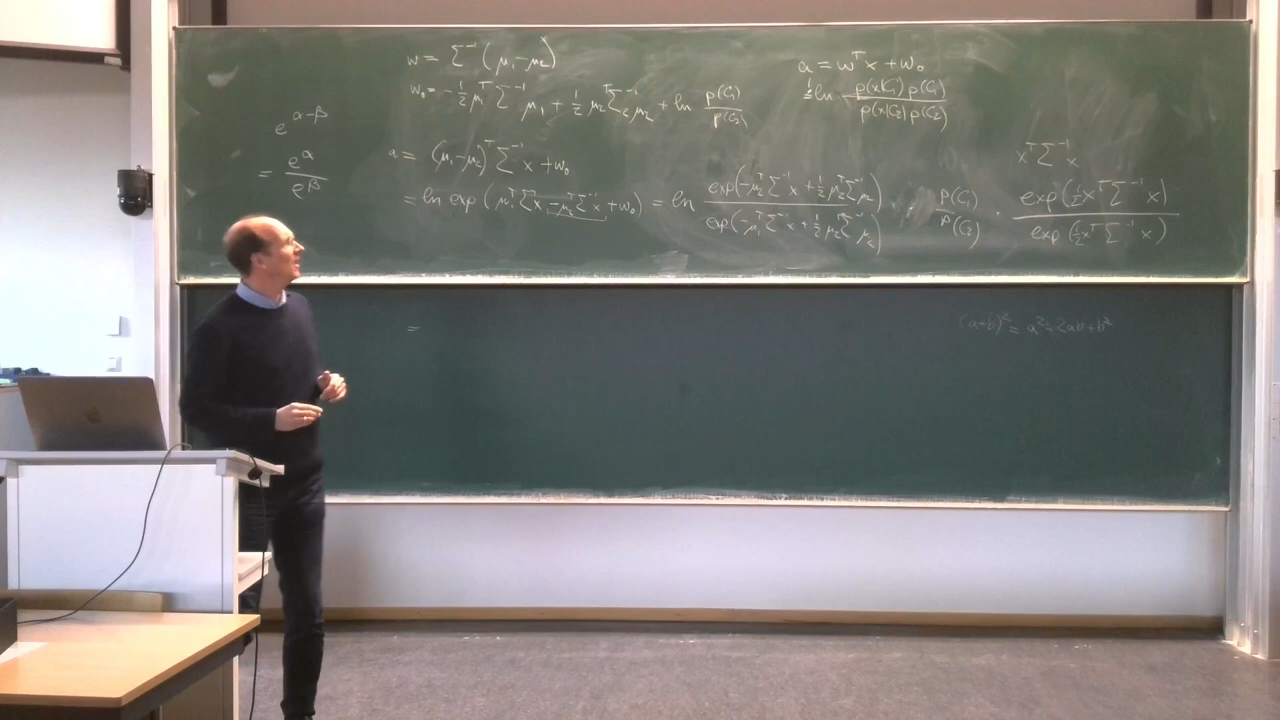 w = Σ⁻¹ (μ₁-μ₂)
w₀ = -½ μ₁ᵀ Σ⁻¹ μ₁ + ½ μ₂ᵀ Σ⁻¹ μ₂ + ln p(C₁)/p(C₂)
a = wᵀx + w₀
= ln p(x|C₁) p(C₁) / p(x|C₂) p(C₂)
e^(α-β)
= e^α / e^β
a = (μ₁-μ₂)ᵀ Σ⁻¹ x + w₀
xᵀ Σ⁻¹ x
= ln exp (μ₁ᵀ Σ⁻¹ x - μ₂ᵀ Σ⁻¹ x + w₀) = ln exp(-μ₂ᵀ Σ⁻¹ x + ½ μ₂ᵀ Σ⁻¹ μ₂) / exp(-μ₁ᵀ Σ⁻¹ x + ½ μ₂ᵀ Σ⁻¹ μ₂) · P(C₁)/P(C₂) · exp(½ xᵀ Σ⁻¹ x) / exp(½ xᵀ Σ⁻¹ x)
=
(a+b)² = a² + 2ab + b²